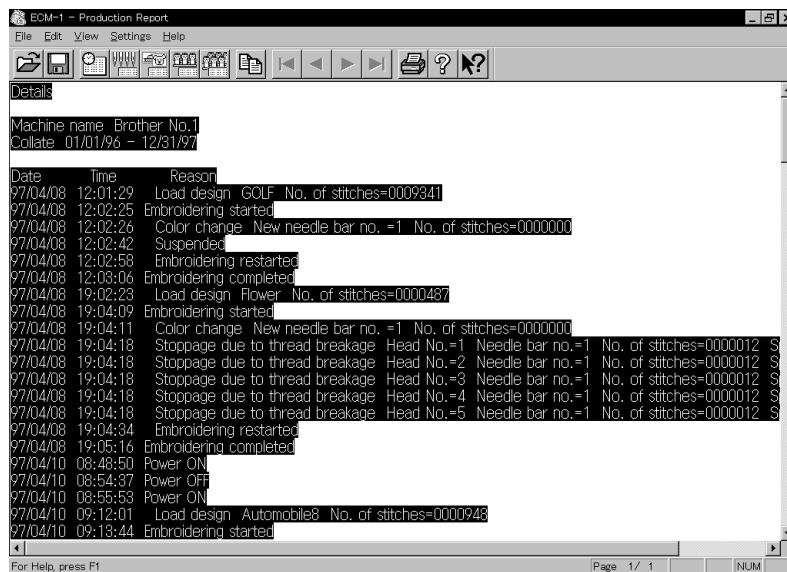 ECM-1 - Production Report
File Edit View Settings Help
Details
Machine name Brother No.1
Collate 01/01/96 - 12/31/97
Date Time Reason
97/04/08 12:01:29 Load design GOLF No. of stitches=0009341
97/04/08 12:02:25 Embroidering started
97/04/08 12:02:26 Color change New needle bar no. =1 No. of stitches=0000000
97/04/08 12:02:42 Suspended
97/04/08 12:02:58 Embroidering restarted
97/04/08 12:03:06 Embroidering completed
97/04/08 19:02:23 Load design Flower No. of stitches=0000487
97/04/08 19:04:09 Embroidering started
97/04/08 19:04:11 Color change New needle bar no. =1 No. of stitches=0000000
97/04/08 19:04:18 Stoppage due to thread breakage Head No.=1 Needle bar no.=1 No. of stitches=0000012 S
97/04/08 19:04:18 Stoppage due to thread breakage Head No.=2 Needle bar no.=1 No. of stitches=0000012 S
97/04/08 19:04:18 Stoppage due to thread breakage Head No.=3 Needle bar no.=1 No. of stitches=0000012 S
97/04/08 19:04:18 Stoppage due to thread breakage Head No.=4 Needle bar no.=1 No. of stitches=0000012 S
97/04/08 19:04:18 Stoppage due to thread breakage Head No.=5 Needle bar no.=1 No. of stitches=0000012 S
97/04/08 19:04:34 Embroidering restarted
97/04/08 19:05:16 Embroidering completed
97/04/10 08:48:50 Power ON
97/04/10 08:54:37 Power OFF
97/04/10 08:55:53 Power ON
97/04/10 09:12:01 Load design Automobile8 No. of stitches=0000948
97/04/10 09:13:44 Embroidering started
For Help, press F1 Page 1/ 1 NUM